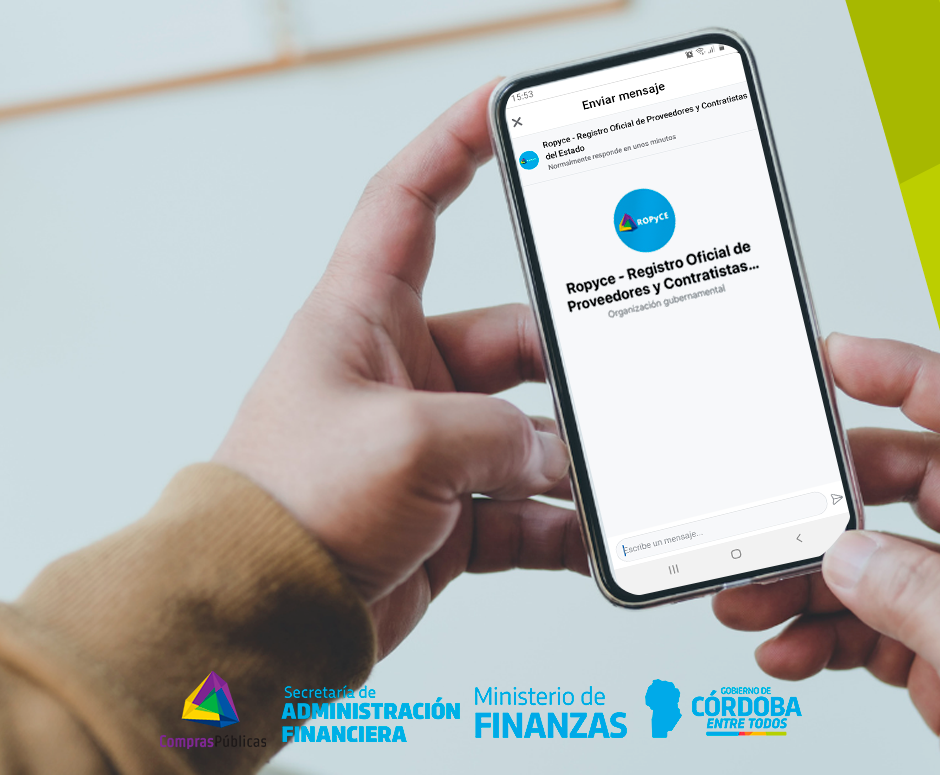 15:53
Enviar mensaje
Ropyce - Registro Oficial de Proveedores y Contratistas
del Estado
Normalmente responde en unos minutos
ROPyCE
Ropyce - Registro Oficial de
Proveedores y Contratistas...
Organización gubernamental
Escribe un mensaje...
ComprasPúblicas
Secretaría de
ADMINISTRACIÓN
FINANCIERA
Ministerio de
FINANZAS
GOBIERNO DE
CÓRDOBA
ENTRE TODOS